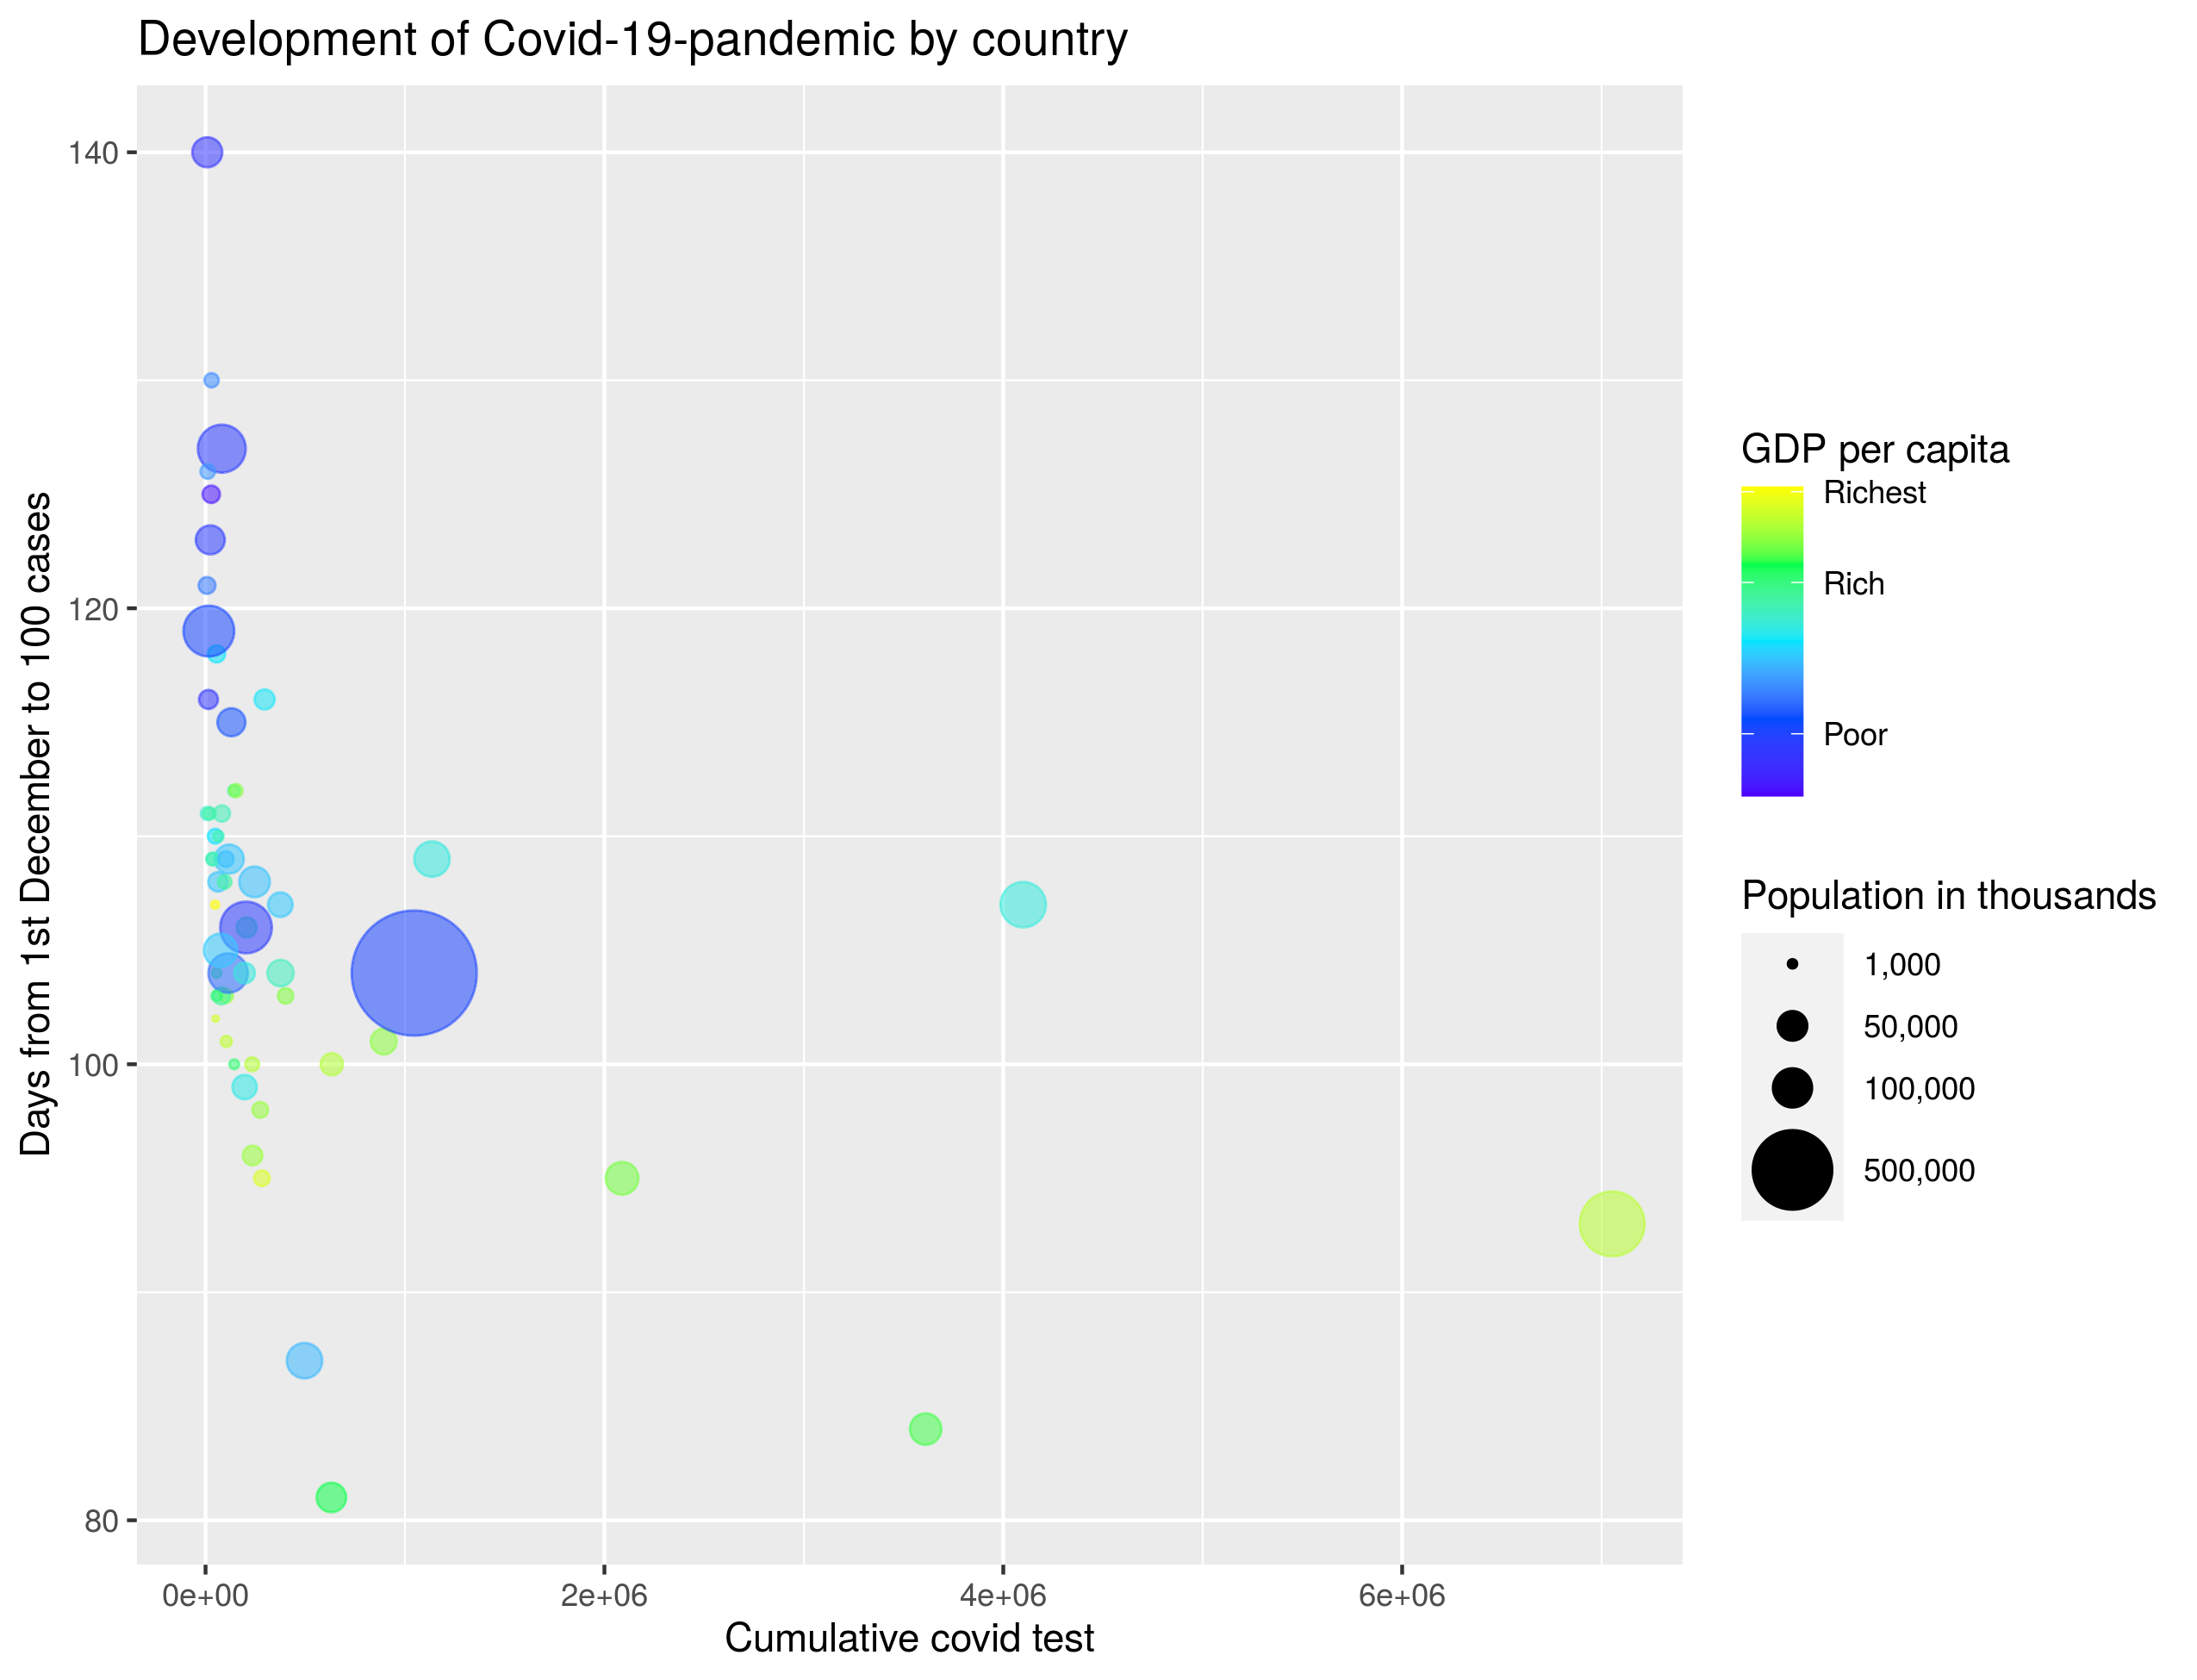 Development of Covid-19-pandemic by country
Days from 1st December to 100 cases
140
120
100
80
0e+00
2e+06
4e+06
6e+06
Cumulative covid test
GDP per capita
Richest
Rich
Poor
Population in thousands
1,000
50,000
100,000
500,000